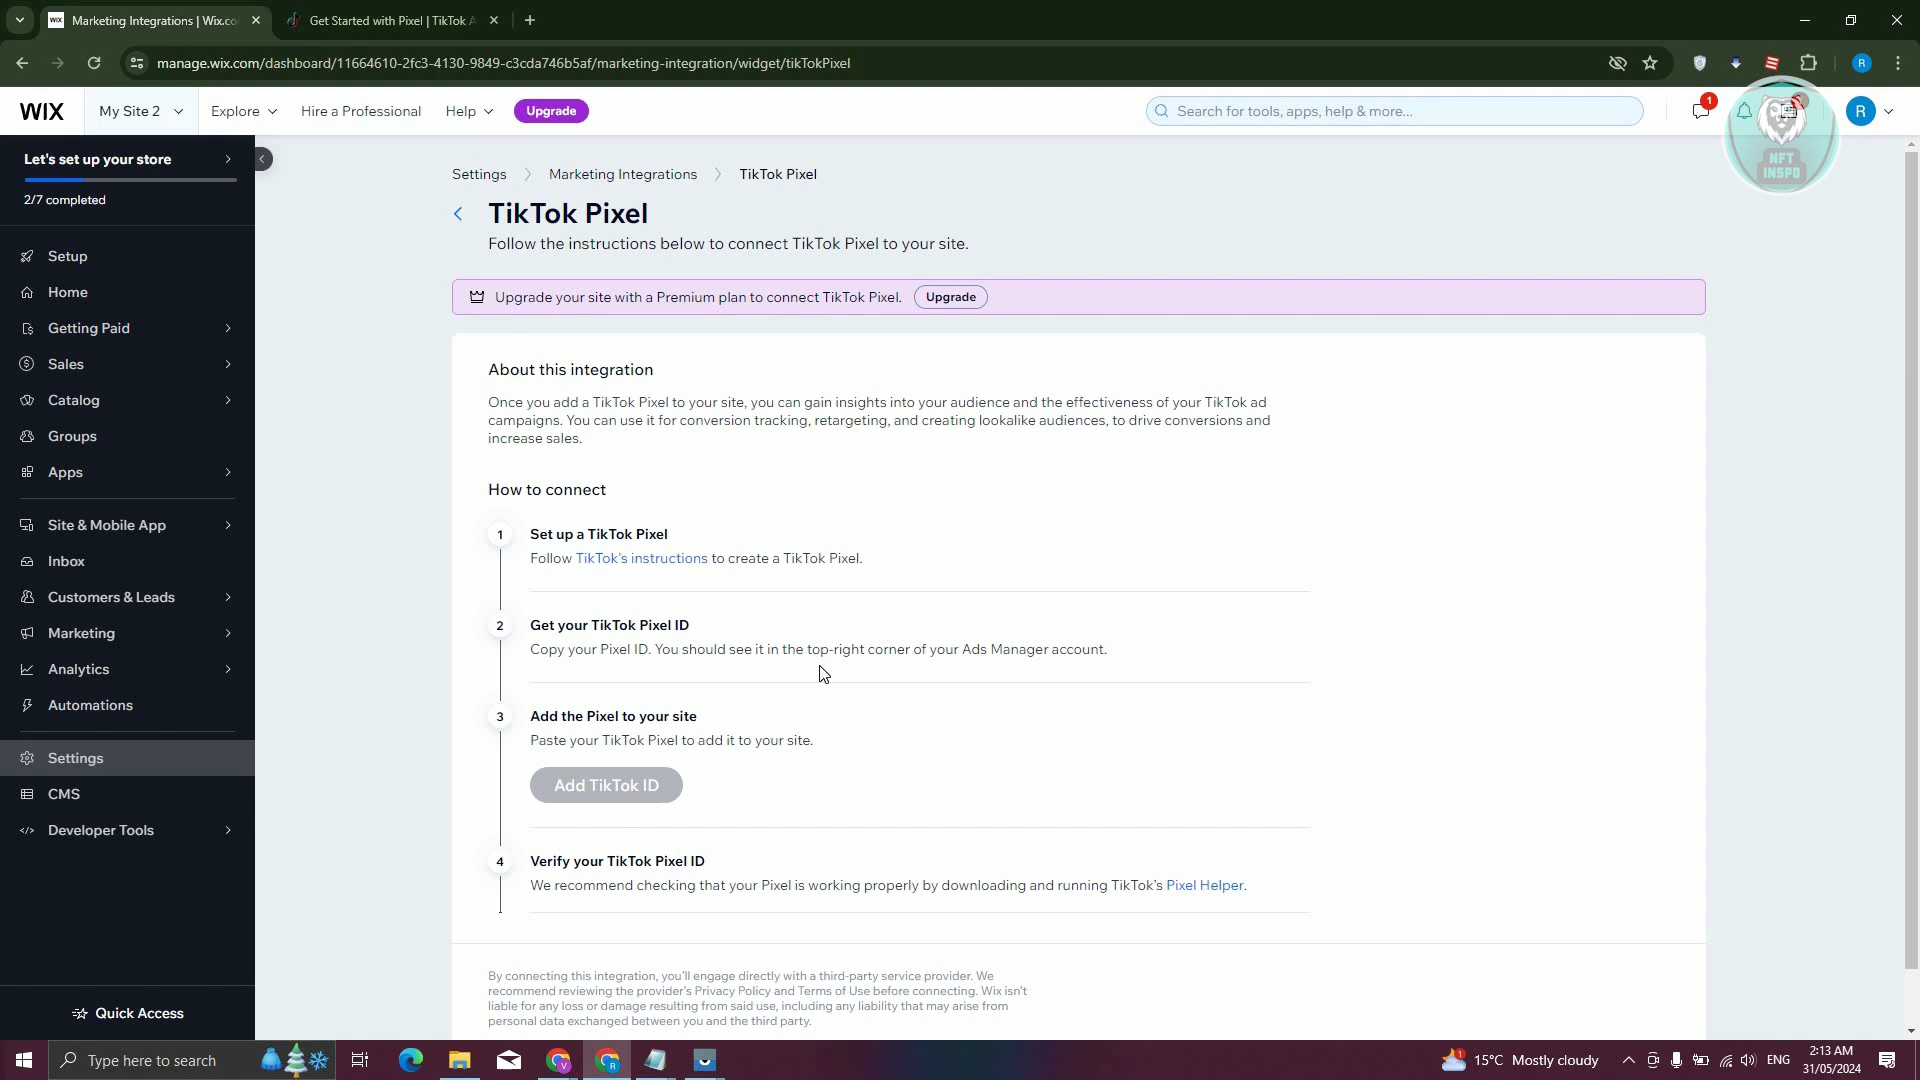 Marketing Integrations | Wix.co
Get Started with Pixel | TikTok A
manage.wix.com/dashboard/11664610-2fc3-4130-9849-c3cda746b5af/marketing-integration/widget/tikTokPixel
R
WIX
My Site 2
Explore
Hire a Professional
Help
Upgrade
Search for tools, apps, help & more...
1
R
NFT
INSPO
Let's set up your store
2/7 completed
Setup
Home
Getting Paid
Sales
Catalog
Groups
Apps
Site & Mobile App
Inbox
Customers & Leads
Marketing
Analytics
Automations
Settings
CMS
Developer Tools
Quick Access
Settings
Marketing Integrations
TikTok Pixel
TikTok Pixel
Follow the instructions below to connect TikTok Pixel to your site.
Upgrade your site with a Premium plan to connect TikTok Pixel.
Upgrade
About this integration
Once you add a TikTok Pixel to your site, you can gain insights into your audience and the effectiveness of your TikTok ad
campaigns. You can use it for conversion tracking, retargeting, and creating lookalike audiences, to drive conversions and
increase sales.
How to connect
1
Set up a TikTok Pixel
Follow TikTok's instructions to create a TikTok Pixel.
2
Get your TikTok Pixel ID
Copy your Pixel ID. You should see it in the top-right corner of your Ads Manager account.
3
Add the Pixel to your site
Paste your TikTok Pixel to add it to your site.
Add TikTok ID
4
Verify your TikTok Pixel ID
We recommend checking that your Pixel is working properly by downloading and running TikTok's Pixel Helper.
By connecting this integration, you'll engage directly with a third-party service provider. We
recommend reviewing the provider's Privacy Policy and Terms of Use before connecting. Wix isn't
liable for any loss or damage resulting from said use, including any liability that may arise from
personal data exchanged between you and the third party.
Type here to search
15°C Mostly cloudy
ENG
2:13 AM
31/05/2024